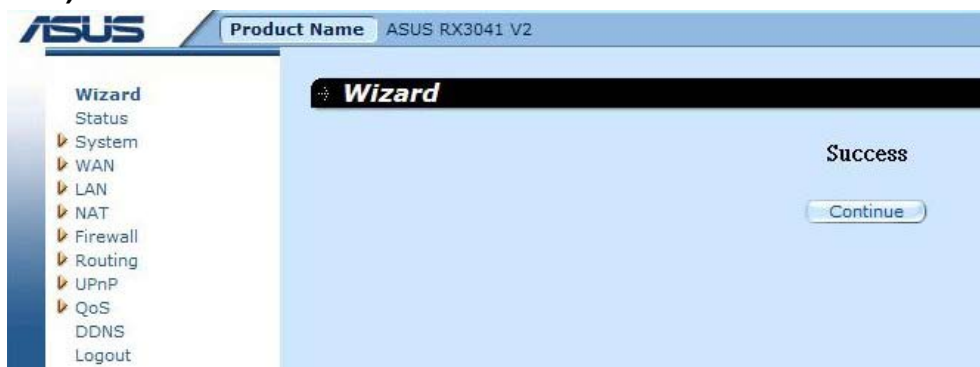 ASUS
Product Name ASUS RX3041 V2
Wizard
Status
System
WAN
LAN
NAT
Firewall
Routing
UPnP
QoS
DDNS
Logout
Wizard
Success
Continue